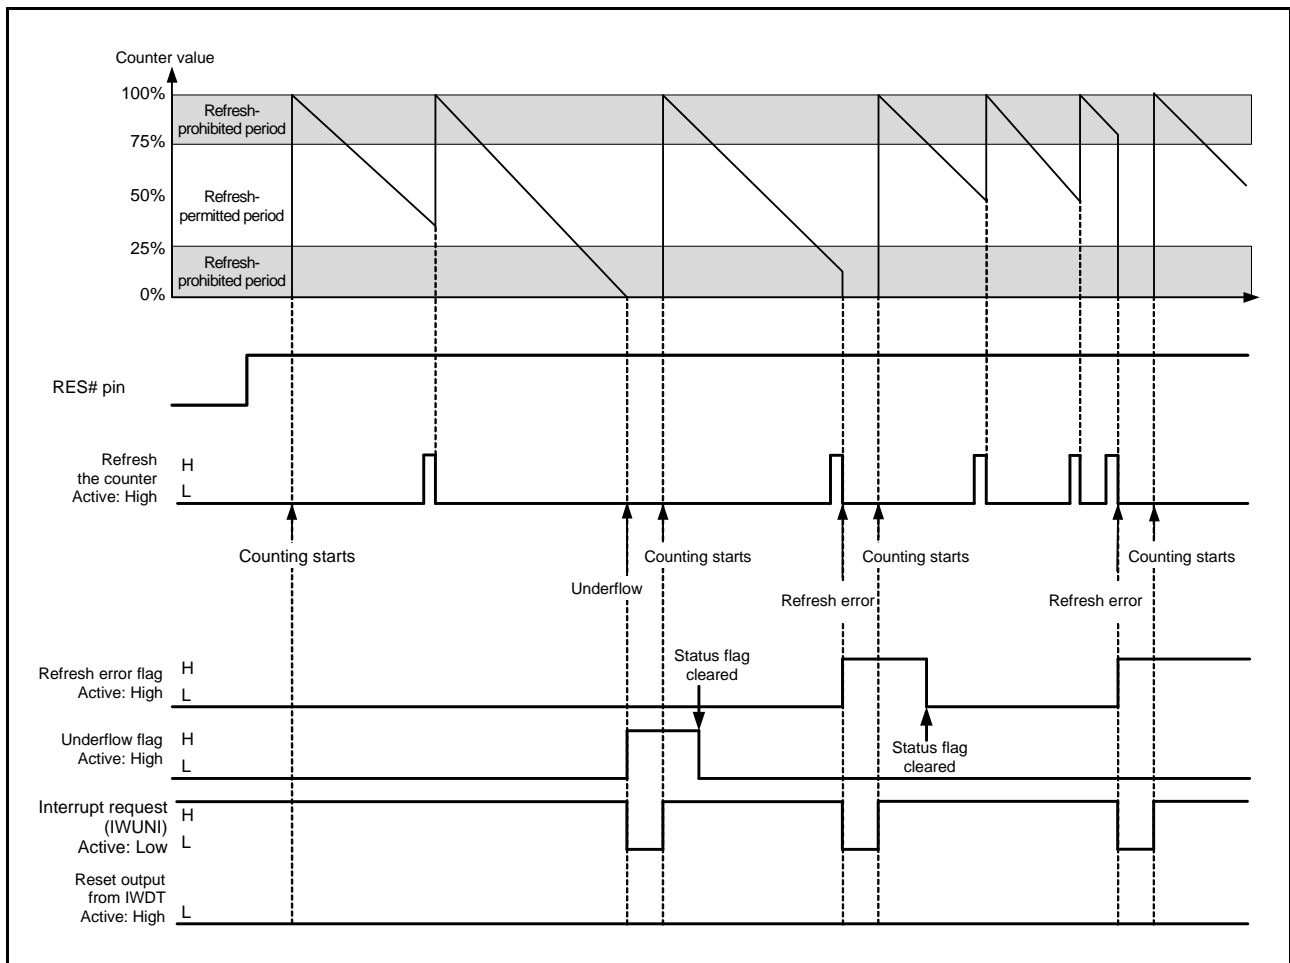 Counter value
100%
Refresh-
prohibited period
75%
50%
Refresh-
permitted period
25%
Refresh-
prohibited period
0%
RES# pin
Refresh
the counter
Active: High
H
L
Counting starts
Underflow
Counting starts
Refresh error
Counting starts
Refresh error
Counting starts
Refresh error flag
Active: High
H
L
Status flag
cleared
Status flag
cleared
Underflow flag
Active: High
H
L
Interrupt request
(IWUNI)
Active: Low
H
L
Reset output
from IWDT
Active: High
L